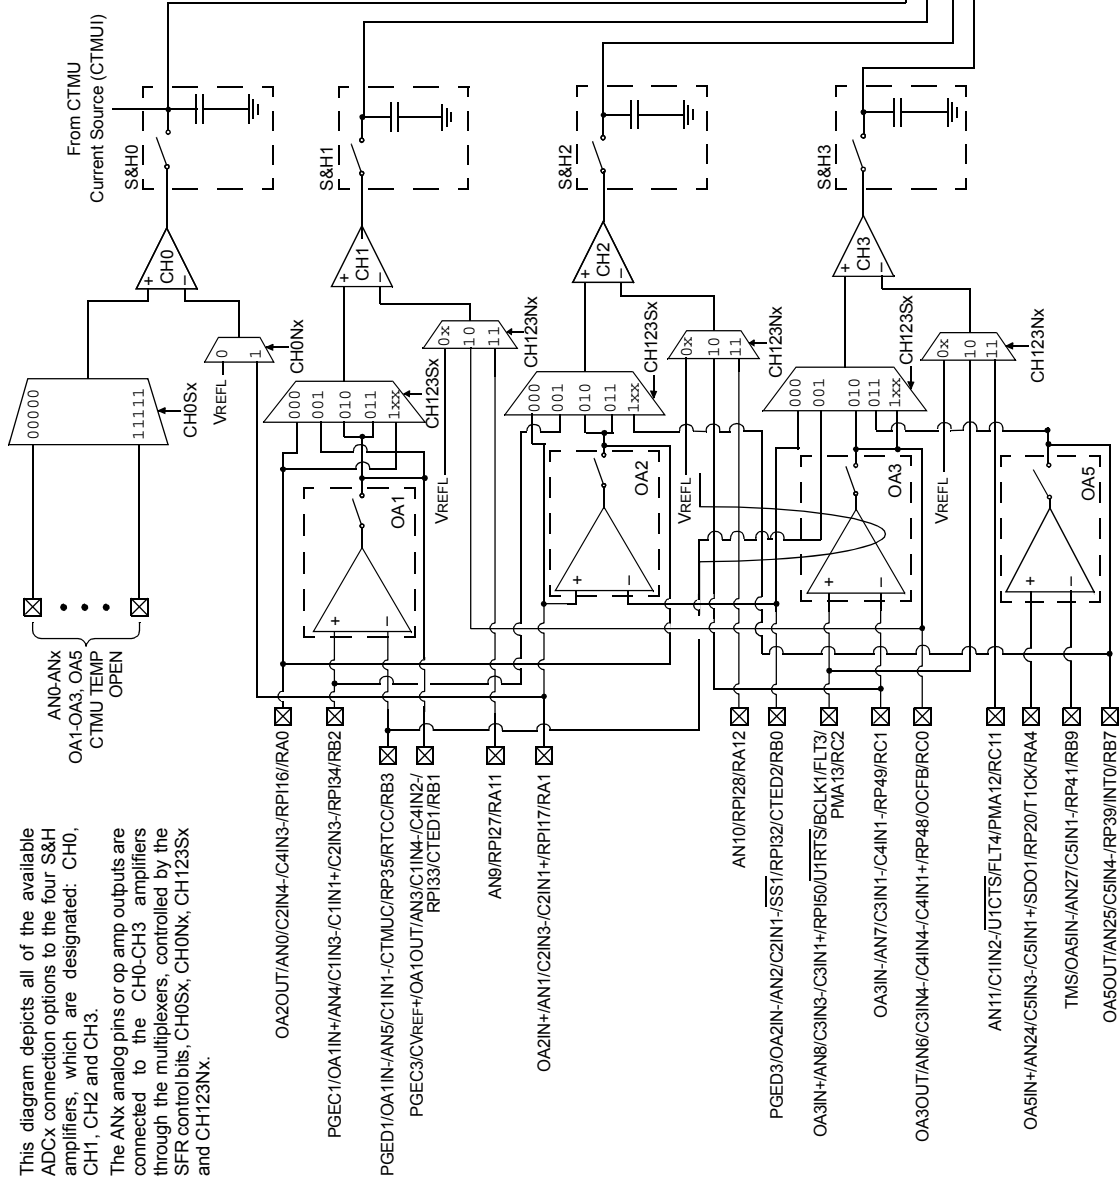 This diagram depicts all of the available
ADCx connection options to the four S&H
amplifiers, which are designated: CH0,
CH1, CH2 and CH3.
The ANx analog pins or op amp outputs are
connected to the CH0-CH3 amplifiers
through the multiplexers, controlled by the
SFR control bits, CH0Sx, CH0Nx, CH123Sx
and CH123Nx.
AN0-ANx
OA1-OA3, OA5
CTMU TEMP
OPEN
From CTMU
Current Source (CTMUI)
00000
11111
CH0Sx
VREFL
0
1
CH0Nx
+
–
CH0
S&H0
OA2OUT/AN0/C2IN4-/C4IN3-/RPI16//RA0
PGEC1/OA1IN+/AN4/C1IN3-/C1IN1+/C2IN3-/RPI34/RB2
PGED1/OA1IN-/AN5/C1IN1-/CTMUC/RP35/RTCC/RB3
PGEC3/CVREF+/OA1OUT/AN3/C1IN4-/C4IN2-/
RPI33/CTED1/RB1
AN9/RPI27/RA11
+
–
OA1
000
001
010
011
1xx
CH123Sx
VREFL
0x
10
11
CH123Nx
+
–
CH1
S&H1
OA2IN+/AN1/C2IN3-/C2IN1+/RPI17/RA1
+
–
OA2
000
001
010
011
1xx
CH123Sx
VREFL
0x
10
11
CH123Nx
+
–
CH2
S&H2
AN10/RPI28/RA12
PGED3/OA2IN-/AN2/C2IN1-/SS1/RPI32/CTED2/RB0
OA3IN+/AN8/C3IN3-/C3IN1+/RPI50/U1RTS/BCLK1/FLT3/
PMA13/RC2
OA3IN-/AN7/C3IN1-/C4IN1-/RP49/RC1
OA3OUT/AN6/C3IN4-/C4IN4-/C4IN1+/RP48/OCFB/RC0
+
–
OA3
000
001
010
011
1xx
CH123Sx
VREFL
0x
10
11
CH123Nx
+
–
CH3
S&H3
AN11/C1IN2-/U1CTS/FLT4/PMA12/RC11
OA5IN+/AN24/C5IN3-/C5IN1+/SDO1/RP20/T1CK/RA4
TMS/OA5IN-/AN27/C5IN1-/RP41/RB9
OA5OUT/AN25/C5IN4-/RP39/INT0/RB7
+
–
OA5